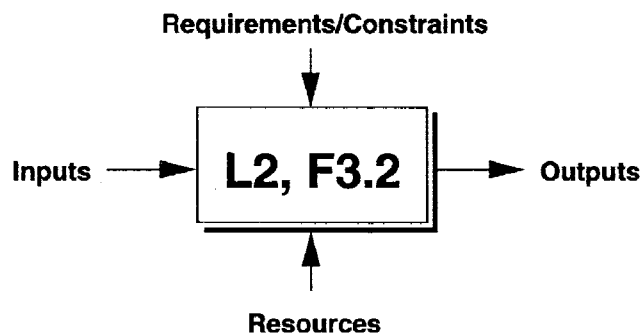 Requirements/Constraints
Inputs
L2, F3.2
Outputs
Resources